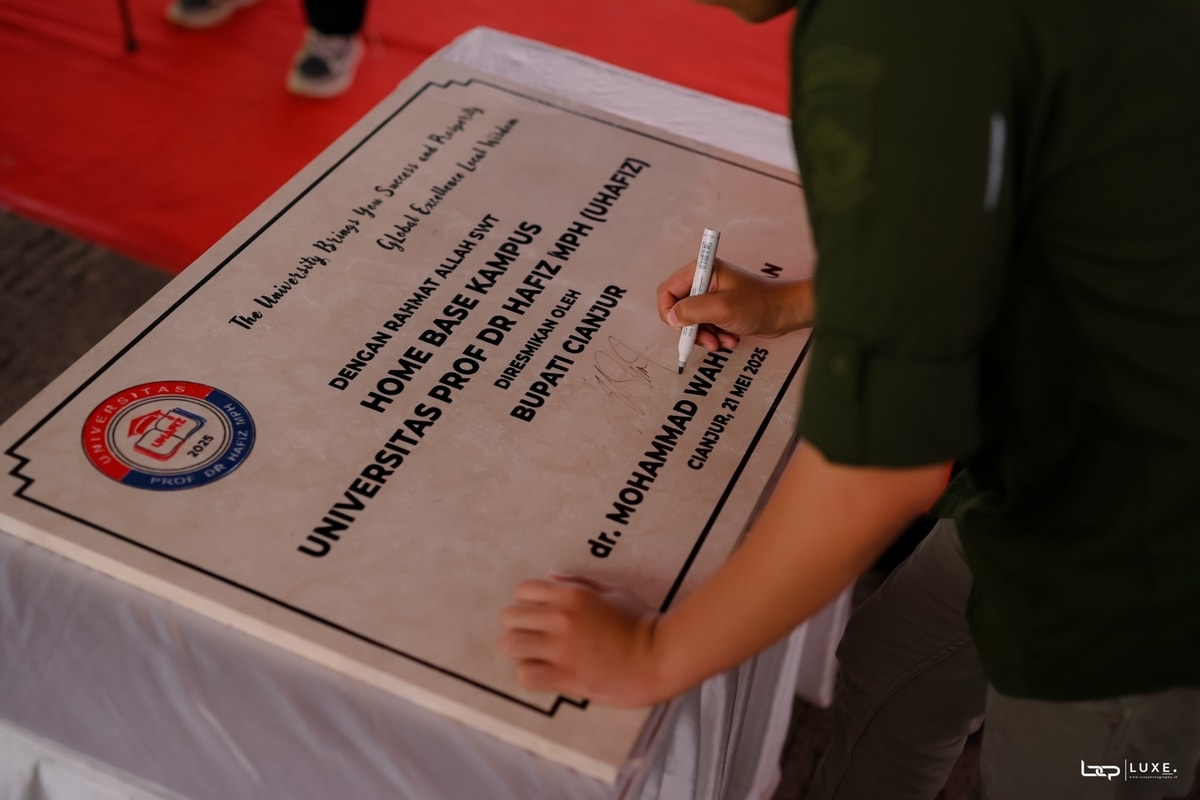 The University Brings You Success and Prosperity
Global Excellence Local Wisdom
DENGAN RAHMAT ALLAH SWT
HOME BASE KAMPUS
UNIVERSITAS PROF DR HAFIZ MPH (UHAFIZ)
DIRESMIKAN OLEH
BUPATI CIANJUR
dr. MOHAMMAD WAHY
CIANJUR, 21 MEI 2025
UNIVERSITAS
UHAFIZ
2025
PROF DR HAFIZ MPH
LUXE.